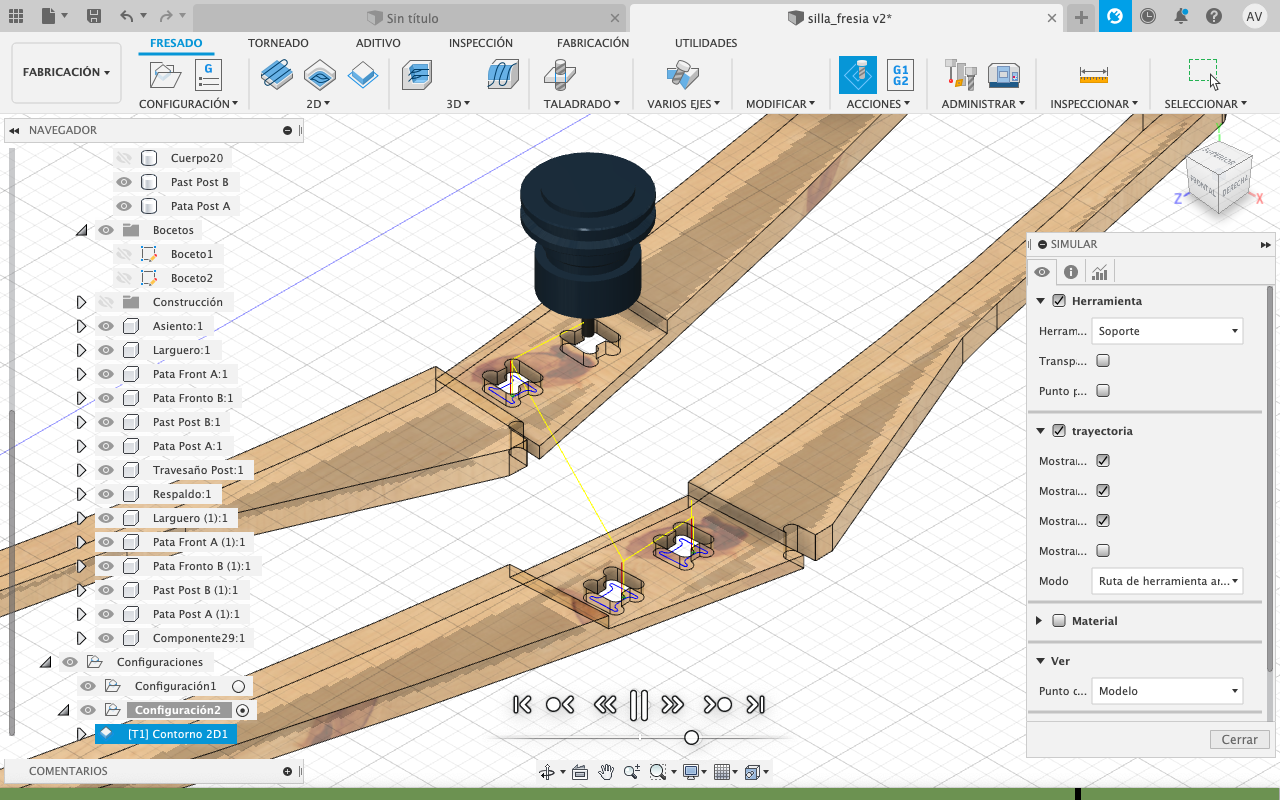 Sin título
silla_fresia v2*
AV
FABRICACIÓN
FRESADO
TORNEADO
ADITIVO
INSPECCIÓN
FABRICACIÓN
UTILIDADES
G
G1
G2
CONFIGURACIÓN
2D
3D
TALADRADO
VARIOS EJES
MODIFICAR
ACCIONES
ADMINISTRAR
INSPECCIONAR
SELECCIONAR
NAVEGADOR
Cuerpo20
Past Post B
Pata Post A
Bocetos
Boceto1
Boceto2
Construcción
Asiento:1
Larguero:1
Pata Front A:1
Pata Fronto B:1
Past Post B:1
Pata Post A:1
Travesaño Post:1
Respaldo:1
Larguero (1):1
Pata Front A (1):1
Pata Fronto B (1):1
Past Post B (1):1
Pata Post A (1):1
Componente29:1
Configuraciones
Configuración1
Configuración2
[T1] Contorno 2D1
COMENTARIOS
SUPERIOR
FRONTAL
DERECHA
Z
X
SIMULAR
Herramienta
Herram...
Soporte
Transp...
Punto p...
trayectoria
Mostra...
Mostra...
Mostra...
Mostra...
Modo
Ruta de herramienta ar...
Material
Ver
Punto d...
Modelo
Cerrar